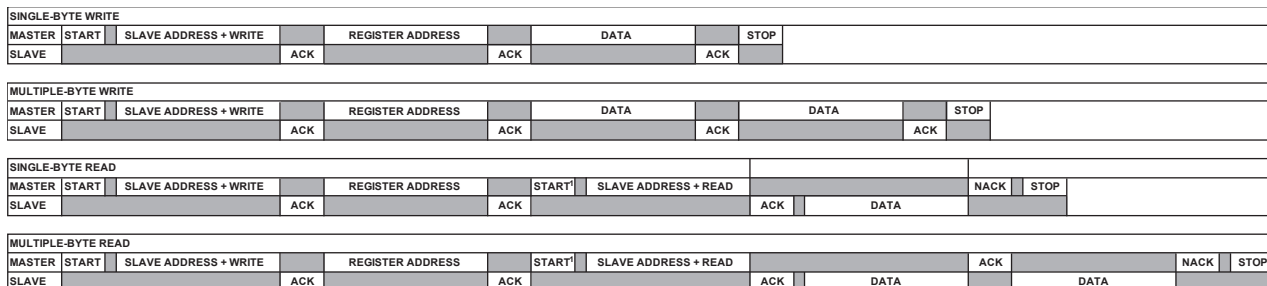 SINGLE-BYTE WRITE
MASTER START SLAVE ADDRESS + WRITE REGISTER ADDRESS DATA STOP
SLAVE ACK ACK ACK
MULTIPLE-BYTE WRITE
MASTER START SLAVE ADDRESS + WRITE REGISTER ADDRESS DATA DATA STOP
SLAVE ACK ACK ACK ACK
SINGLE-BYTE READ
MASTER START SLAVE ADDRESS + WRITE REGISTER ADDRESS START¹ SLAVE ADDRESS + READ NACK STOP
SLAVE ACK ACK ACK DATA
MULTIPLE-BYTE READ
MASTER START SLAVE ADDRESS + WRITE REGISTER ADDRESS START¹ SLAVE ADDRESS + READ ACK NACK STOP
SLAVE ACK ACK ACK DATA DATA